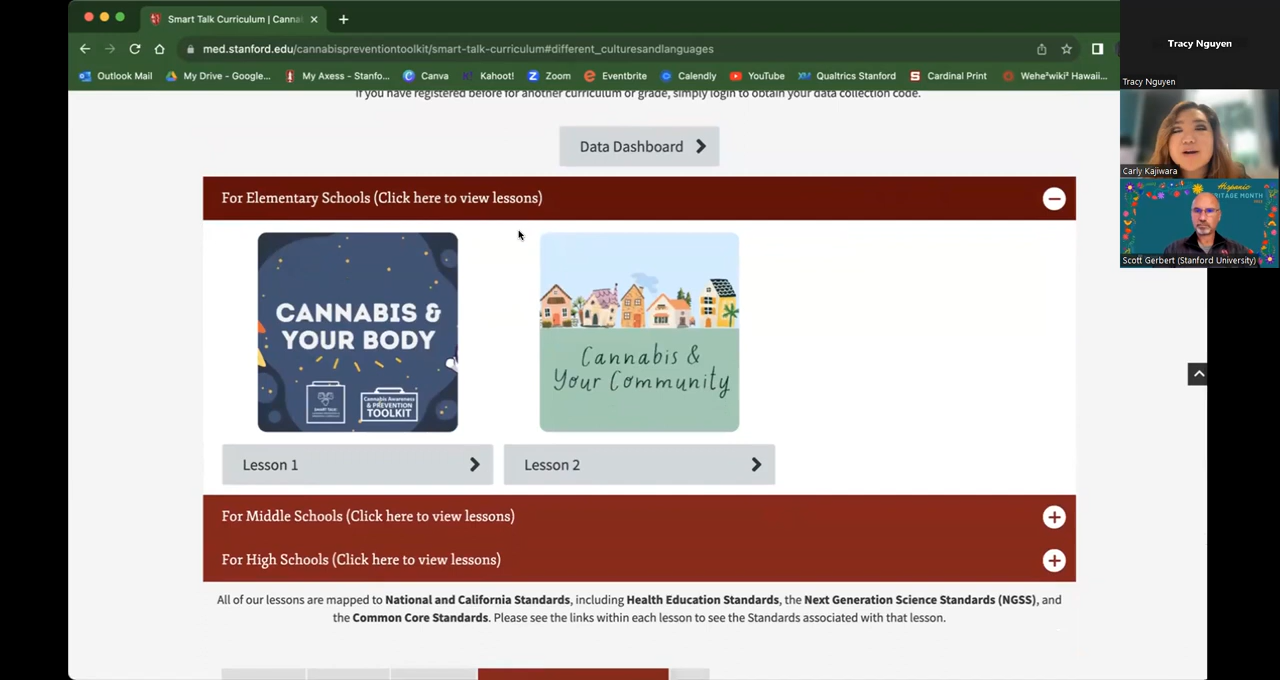 Smart Talk Curriculum | Canna
med.stanford.edu/cannabispreventiontoolkit/smart-talk-curriculum#different_culturesandlanguages
Outlook Mail
My Drive - Google...
My Axess - Stanfo...
Canva
Kahoot!
Zoom
Eventbrite
Calendly
YouTube
Qualtrics Stanford
Cardinal Print
Wehe²wiki² Hawaii...
Tracy Nguyen
Tracy Nguyen
Carly Kajiwara
Hispanic
HERITAGE MONTH
Scott Gerbert (Stanford University)
If you have registered before for another curriculum or grade, simply login to obtain your data collection code.
Data Dashboard
For Elementary Schools (Click here to view lessons)
CANNABIS &
YOUR BODY
SMART TALK
Cannabis Awareness
& PREVENTION
TOOLKIT
Cannabis &
Your Community
Lesson 1
Lesson 2
For Middle Schools (Click here to view lessons)
For High Schools (Click here to view lessons)
All of our lessons are mapped to National and California Standards, including Health Education Standards, the Next Generation Science Standards (NGSS), and
the Common Core Standards. Please see the links within each lesson to see the Standards associated with that lesson.